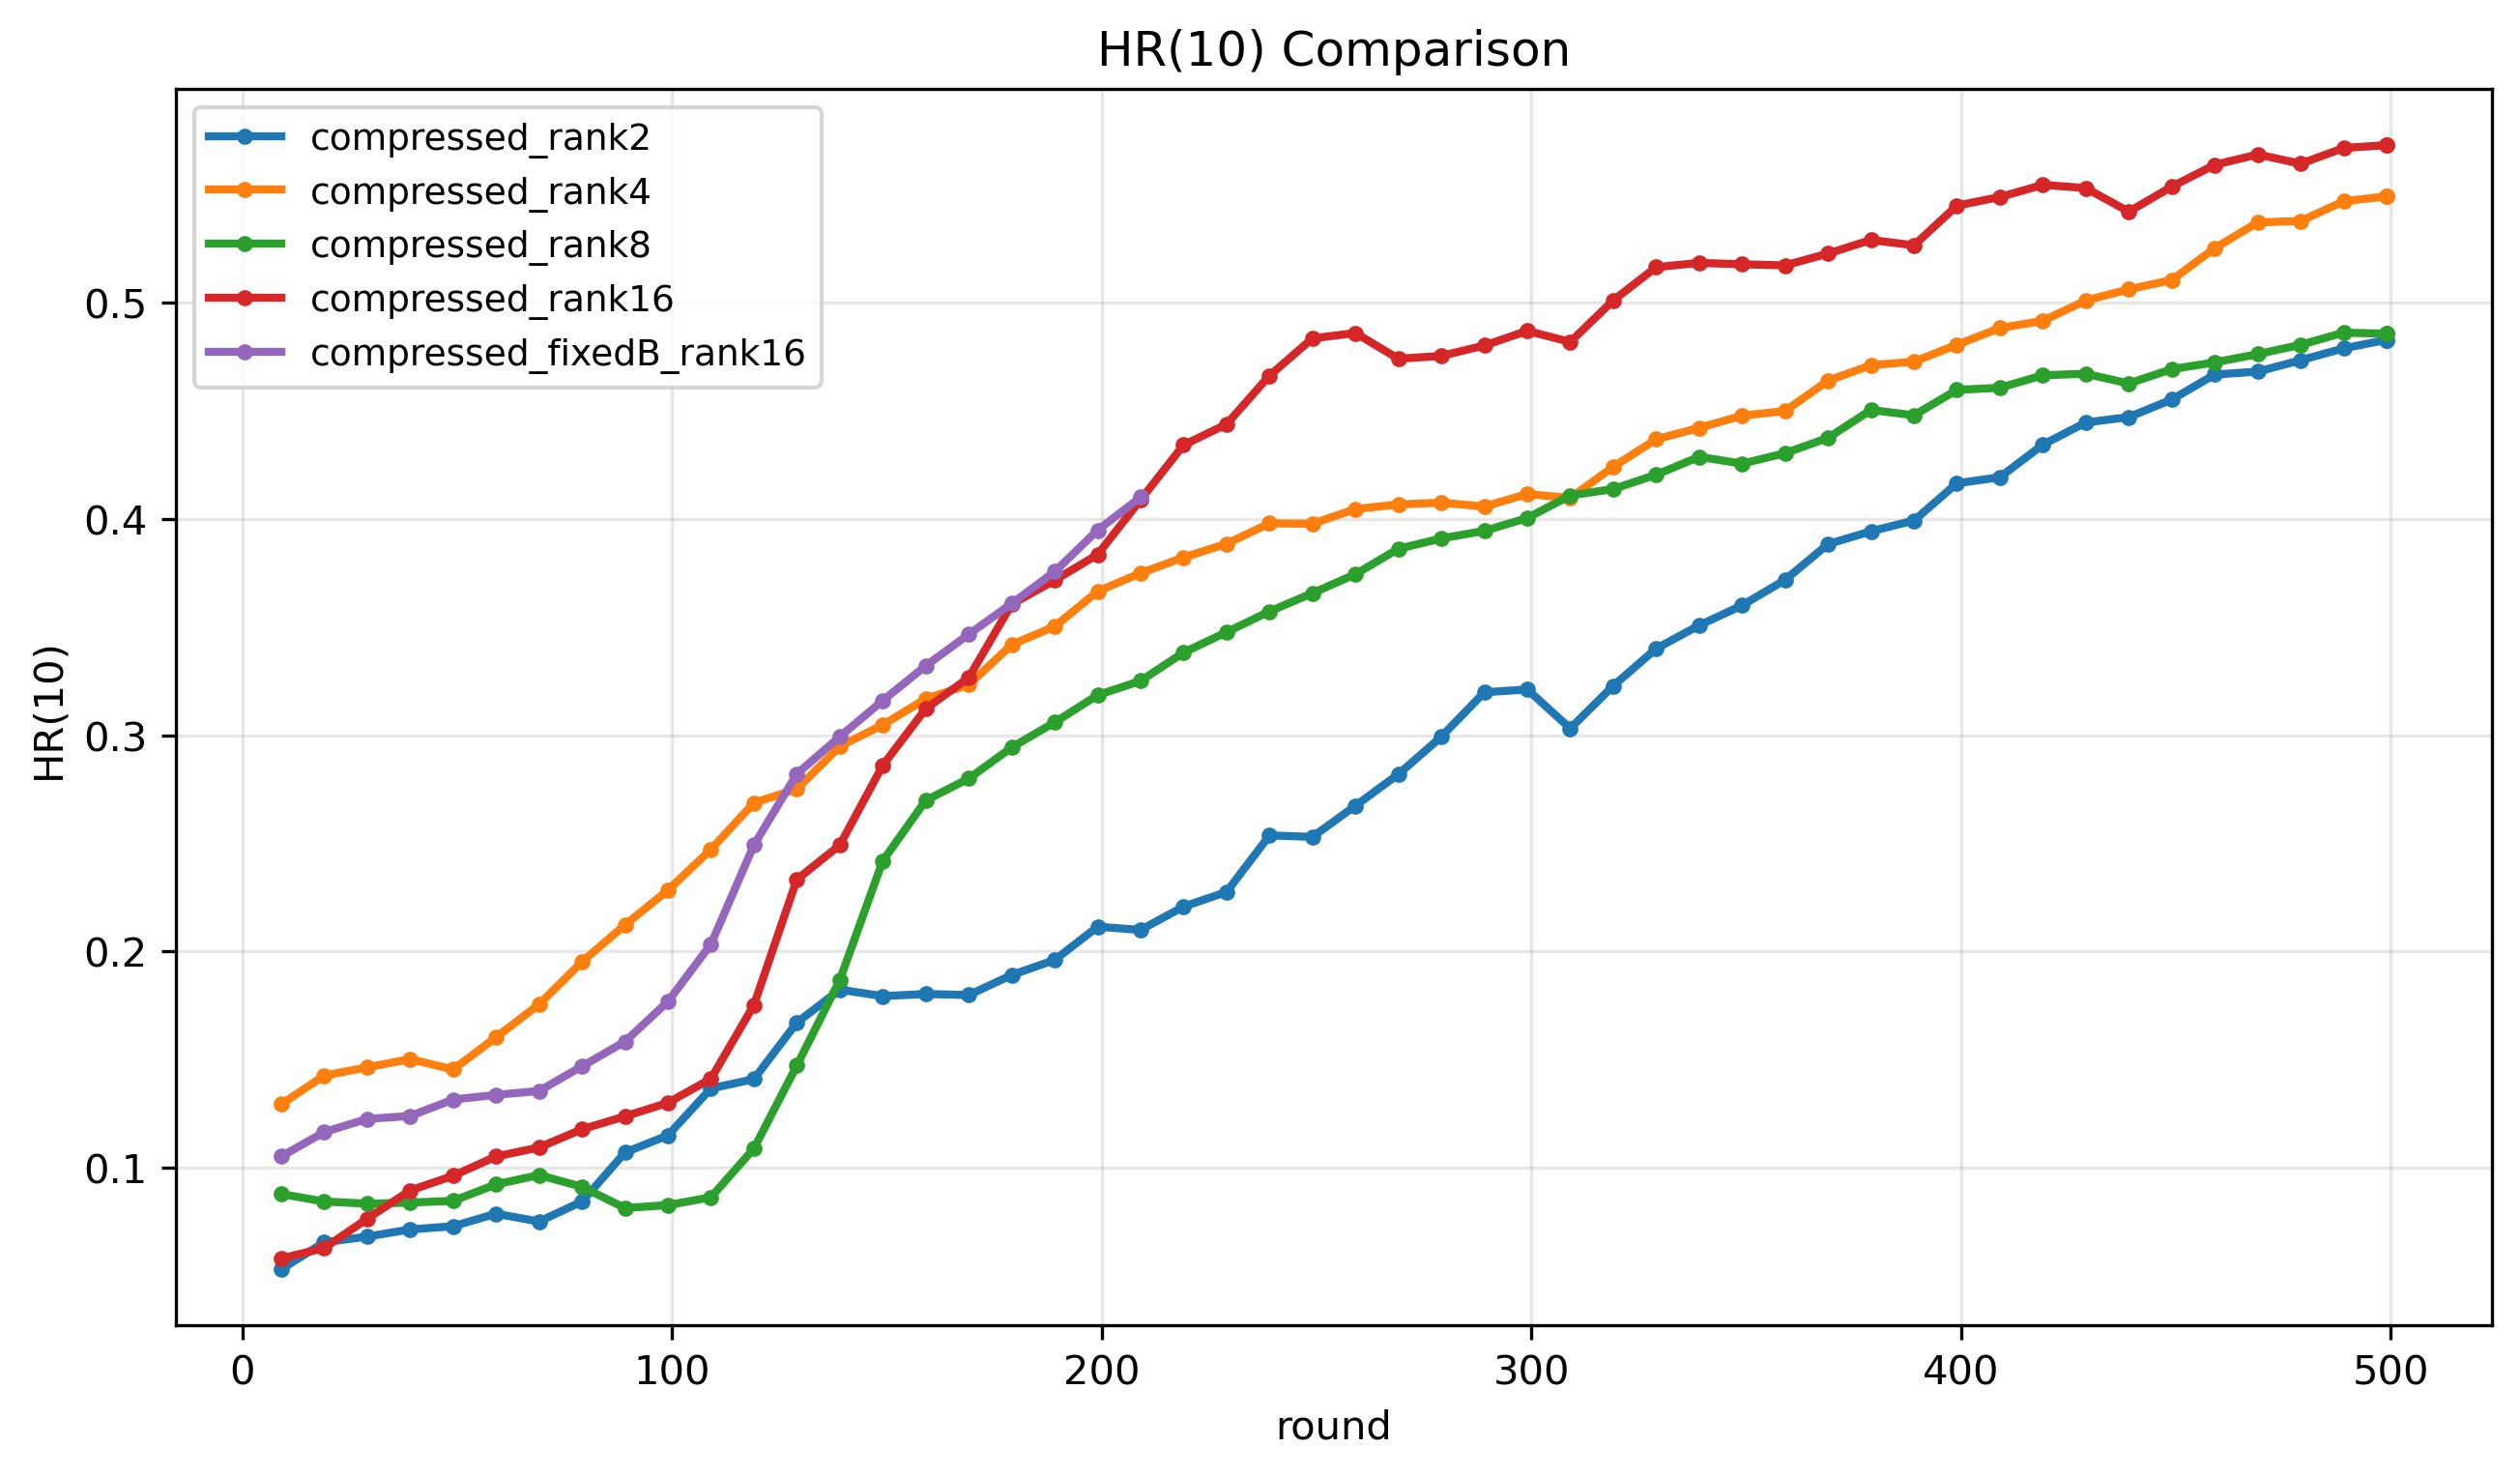 HR(10) Comparison
compressed_rank2
compressed_rank4
compressed_rank8
compressed_rank16
compressed_fixedB_rank16
HR(10)
0.5
0.4
0.3
0.2
0.1
0 100 200 300 400 500
round